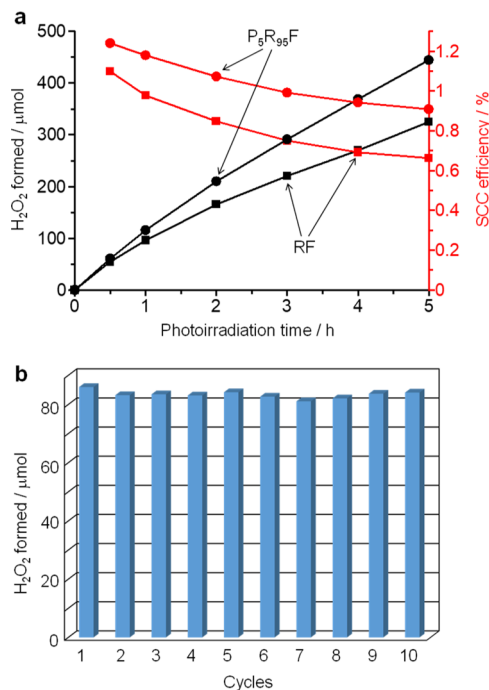 a
H₂O₂ formed / μmol
500
400
300
200
100
0
P₅R₉₅F
RF
SCC efficiency / %
1.2
1
0.8
0.6
0.4
0.2
0
0 1 2 3 4 5
Photoirradiation time / h
b
H₂O₂ formed / μmol
80
60
40
20
0
1 2 3 4 5 6 7 8 9 10
Cycles